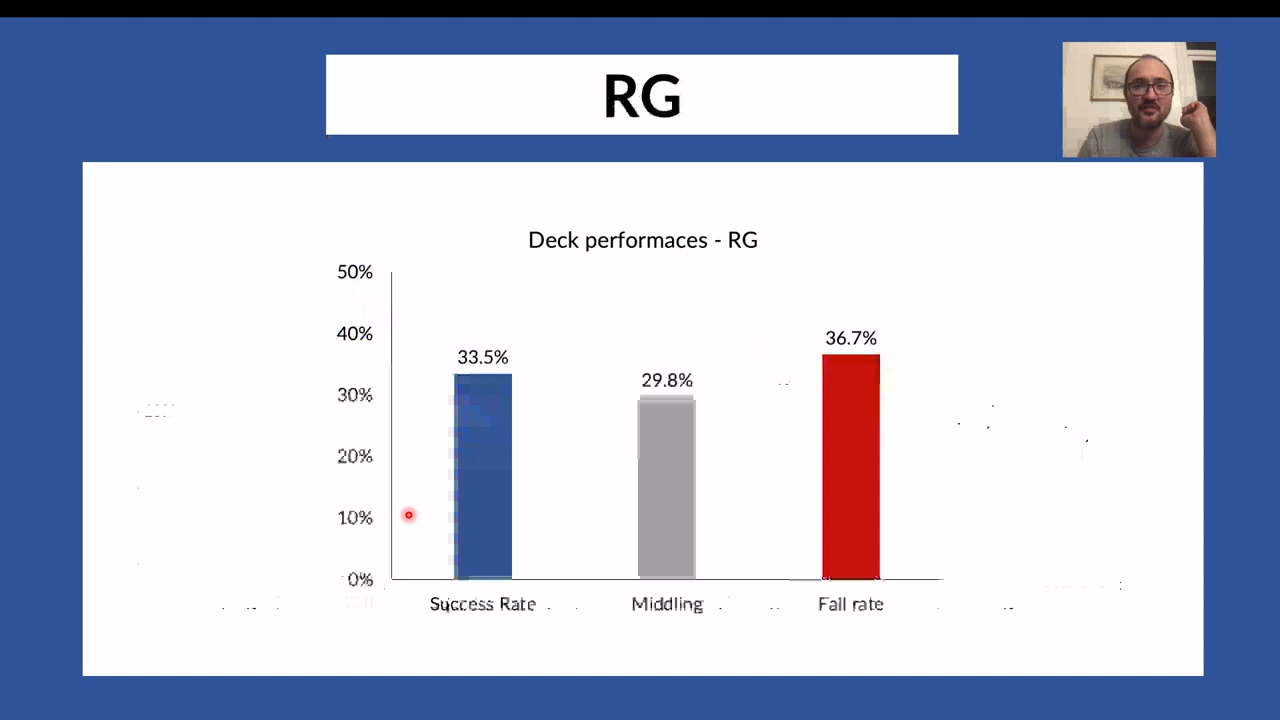 RG
Deck performaces - RG
50%
40%
30%
20%
10%
0%
33.5%
29.8%
36.7%
Success Rate
Middling
Fall rate